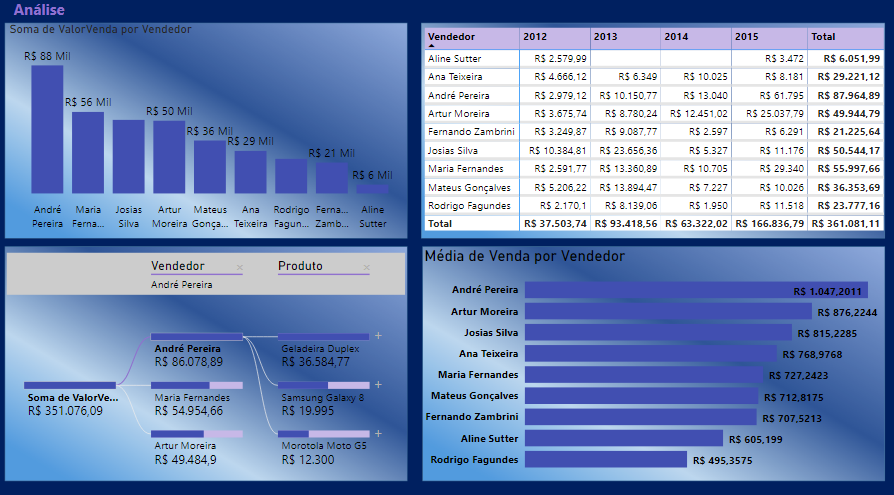 Análise
Soma de ValorVenda por Vendedor
R$ 88 Mil
R$ 56 Mil
R$ 50 Mil
R$ 36 Mil
R$ 29 Mil
R$ 21 Mil
R$ 6 Mil
André Pereira
Maria Ferna...
Josias Silva
Artur Moreira
Mateus Gonça...
Ana Teixeira
Rodrigo Fagun...
Ferna... Zamb...
Aline Sutter
Vendedor 2012 2013 2014 2015 Total
Aline Sutter R$ 2.579,99 R$ 3.472 R$ 6.051,99
Ana Teixeira R$ 4.666,12 R$ 6.349 R$ 10.025 R$ 8.181 R$ 29.221,12
André Pereira R$ 2.979,12 R$ 10.150,77 R$ 13.040 R$ 61.795 R$ 87.964,89
Artur Moreira R$ 3.675,74 R$ 8.780,24 R$ 12.451,02 R$ 25.037,79 R$ 49.944,79
Fernando Zambrini R$ 3.249,87 R$ 9.087,77 R$ 2.597 R$ 6.291 R$ 21.225,64
Josias Silva R$ 10.384,81 R$ 23.656,36 R$ 5.327 R$ 11.176 R$ 50.544,17
Maria Fernandes R$ 2.591,77 R$ 13.360,89 R$ 10.705 R$ 29.340 R$ 55.997,66
Mateus Gonçalves R$ 5.206,22 R$ 13.894,47 R$ 7.227 R$ 10.026 R$ 36.353,69
Rodrigo Fagundes R$ 2.170,1 R$ 8.139,06 R$ 1.950 R$ 11.518 R$ 23.777,16
Total R$ 37.503,74 R$ 93.418,56 R$ 63.322,02 R$ 166.836,79 R$ 361.081,11
Vendedor
André Pereira
Produto
Soma de ValorVe...
R$ 351.076,09
André Pereira
R$ 86.078,89
Maria Fernandes
R$ 54.954,66
Artur Moreira
R$ 49.484,9
Geladeira Duplex
R$ 36.584,77
Samsung Galaxy 8
R$ 19.995
Morotola Moto G5
R$ 12.300
Média de Venda por Vendedor
André Pereira R$ 1.047,2011
Artur Moreira R$ 876,2244
Josias Silva R$ 815,2285
Ana Teixeira R$ 768,9768
Maria Fernandes R$ 727,2423
Mateus Gonçalves R$ 712,8175
Fernando Zambrini R$ 707,5213
Aline Sutter R$ 605,199
Rodrigo Fagundes R$ 495,3575